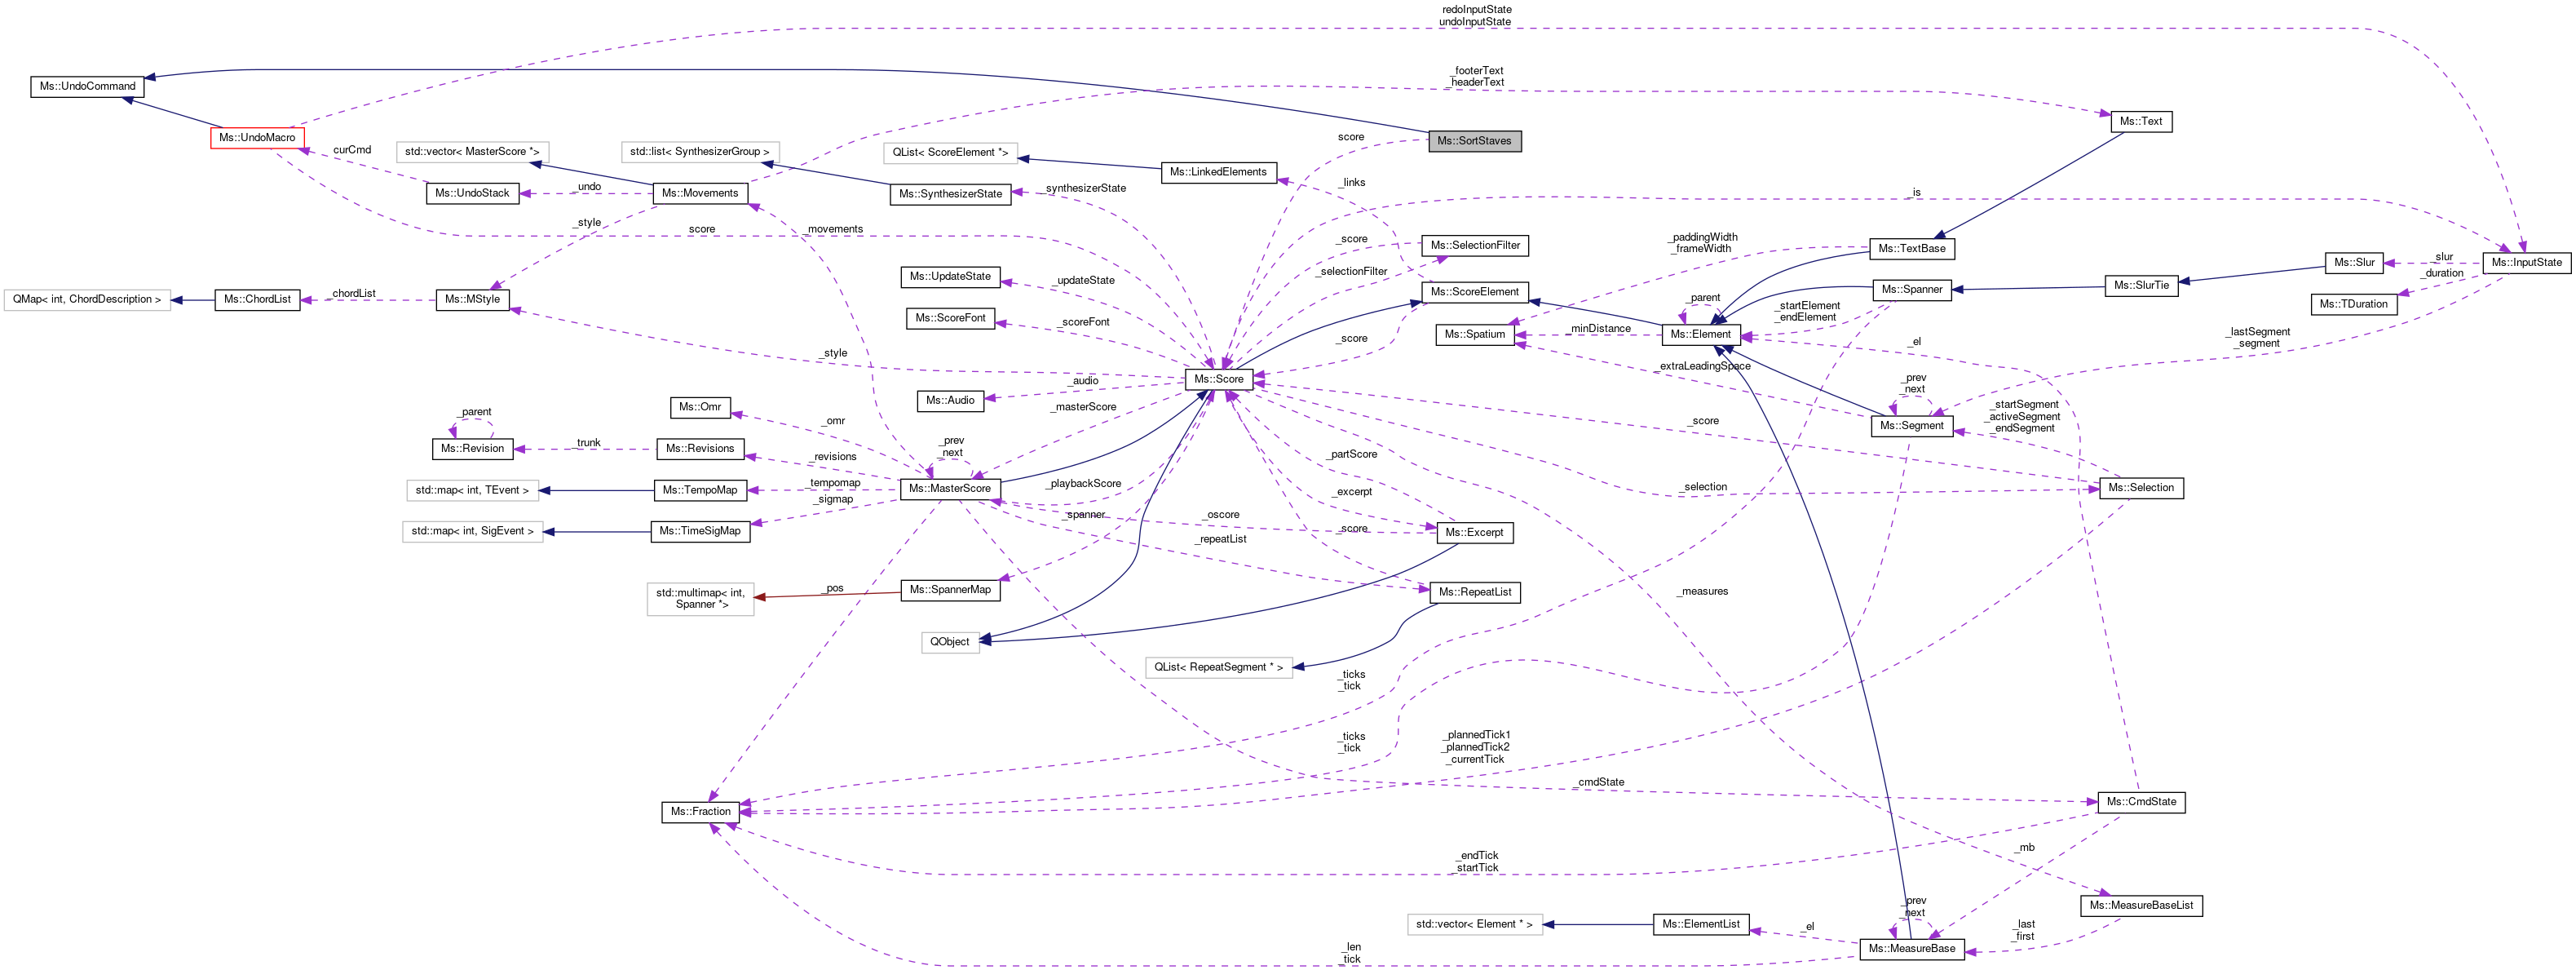 redoInputState
undoInputState
_footerText
_headerText
Ms::UndoCommand
Ms::Text
Ms::UndoMacro
score
Ms::SortStaves
curCmd
std::vector< MasterScore *>
std::list< SynthesizerGroup >
QList< ScoreElement *>
Ms::LinkedElements
_links
Ms::UndoStack
_undo
Ms::Movements
Ms::SynthesizerState
_synthesizerState
_is
_style
score
_movements
_score
Ms::SelectionFilter
_paddingWidth
_frameWidth
Ms::TextBase
Ms::Slur
_slur
Ms::InputState
Ms::UpdateState
_updateState
_selectionFilter
_duration
QMap< int, ChordDescription >
Ms::ChordList
_chordList
Ms::MStyle
Ms::ScoreElement
_parent
_startElement
_endElement
Ms::Spanner
Ms::SlurTie
Ms::TDuration
Ms::ScoreFont
_scoreFont
_score
Ms::Spatium
_minDistance
Ms::Element
_lastSegment
_segment
_el
_style
Ms::Score
_extraLeadingSpace
_audio
Ms::Audio
_prev
_next
Ms::Omr
_omr
_masterScore
_parent
_startSegment
_activeSegment
_endSegment
_score
Ms::Segment
Ms::Revision
_trunk
Ms::Revisions
_revisions
_prev
_next
_partScore
std::map< int, TEvent >
Ms::TempoMap
_tempomap
Ms::MasterScore
_playbackScore
_excerpt
_selection
Ms::Selection
_sigmap
std::map< int, SigEvent >
Ms::TimeSigMap
_spanner
_oscore
_score
Ms::Excerpt
_repeatList
std::multimap< int,
Spanner *>
_pos
Ms::SpannerMap
Ms::RepeatList
_measures
QObject
QList< RepeatSegment * >
_ticks
_tick
_ticks
_tick
_plannedTick1
_plannedTick2
_currentTick
_cmdState
Ms::CmdState
Ms::Fraction
_endTick
_startTick
_mb
Ms::MeasureBaseList
_prev
_next
std::vector< Element * >
Ms::ElementList
_el
_last
_first
Ms::MeasureBase
_len
_tick